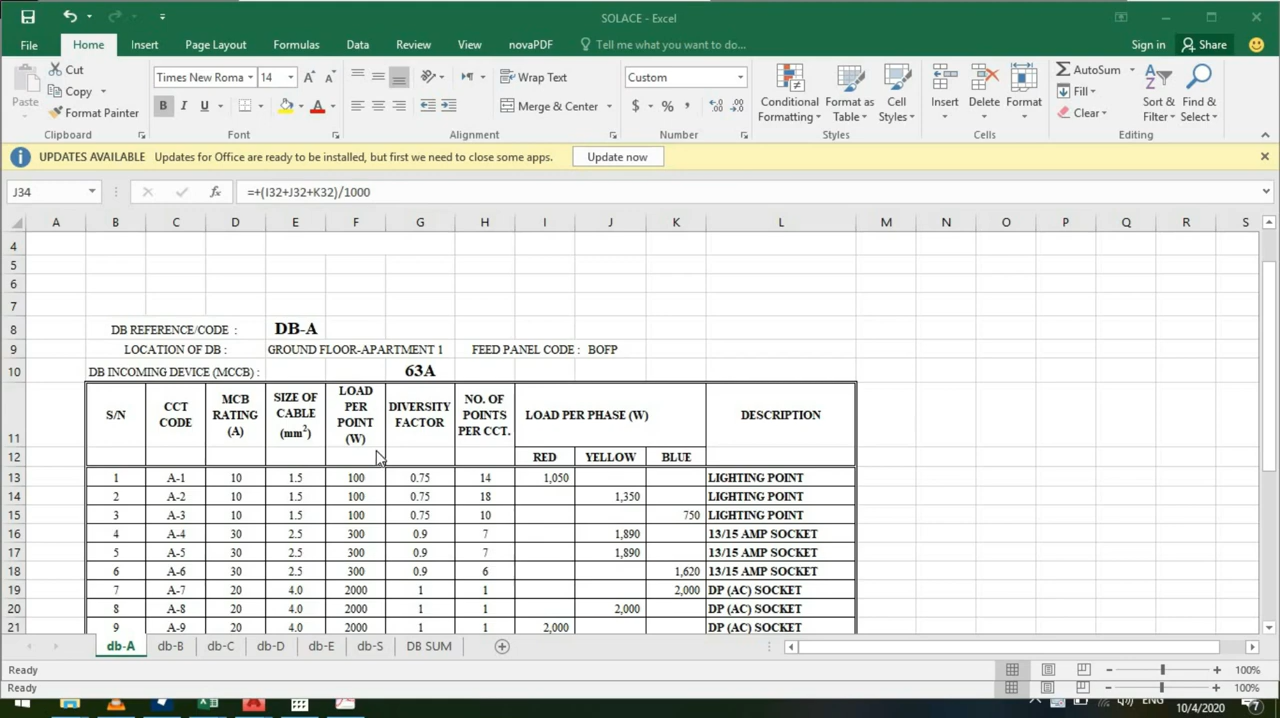 SOLACE - Excel
File Home Insert Page Layout Formulas Data Review View novaPDF Tell me what you want to do... Sign in Share
Cut
Copy
Format Painter
Paste
Times New Roma 14
B I U
Wrap Text
Merge & Center
Custom
$ % ,
Conditional Formatting
Format as Table
Cell Styles
Insert
Delete
Format
AutoSum
Fill
Clear
Sort & Filter
Find & Select
Clipboard Font Alignment Number Styles Cells Editing
UPDATES AVAILABLE Updates for Office are ready to be installed, but first we need to close some apps. Update now
J34 fx =+(I32+J32+K32)/1000
A B C D E F G H I J K L M N O P Q R S
4
5
6
7
8 DB REFERENCE/CODE : DB-A
9 LOCATION OF DB : GROUND FLOOR-APARTMENT 1 FEED PANEL CODE : BOFP
10 DB INCOMING DEVICE (MCCB) : 63A
11 S/N CCT CODE MCB RATING (A) SIZE OF CABLE (mm²) LOAD PER POINT (W) DIVERSITY FACTOR NO. OF POINTS PER CCT. LOAD PER PHASE (W) DESCRIPTION
12 RED YELLOW BLUE
13 1 A-1 10 1.5 100 0.75 14 1,050 LIGHTING POINT
14 2 A-2 10 1.5 100 0.75 18 1,350 LIGHTING POINT
15 3 A-3 10 1.5 100 0.75 10 750 LIGHTING POINT
16 4 A-4 30 2.5 300 0.9 7 1,890 13/15 AMP SOCKET
17 5 A-5 30 2.5 300 0.9 7 1,890 13/15 AMP SOCKET
18 6 A-6 30 2.5 300 0.9 6 1,620 13/15 AMP SOCKET
19 7 A-7 20 4.0 2000 1 1 2,000 DP (AC) SOCKET
20 8 A-8 20 4.0 2000 1 1 2,000 DP (AC) SOCKET
21 9 A-9 20 4.0 2000 1 1 2,000 DP (AC) SOCKET
db-A db-B db-C db-D db-E db-S DB SUM
Ready 100%
Ready 100%
ENG
10/4/2020
7